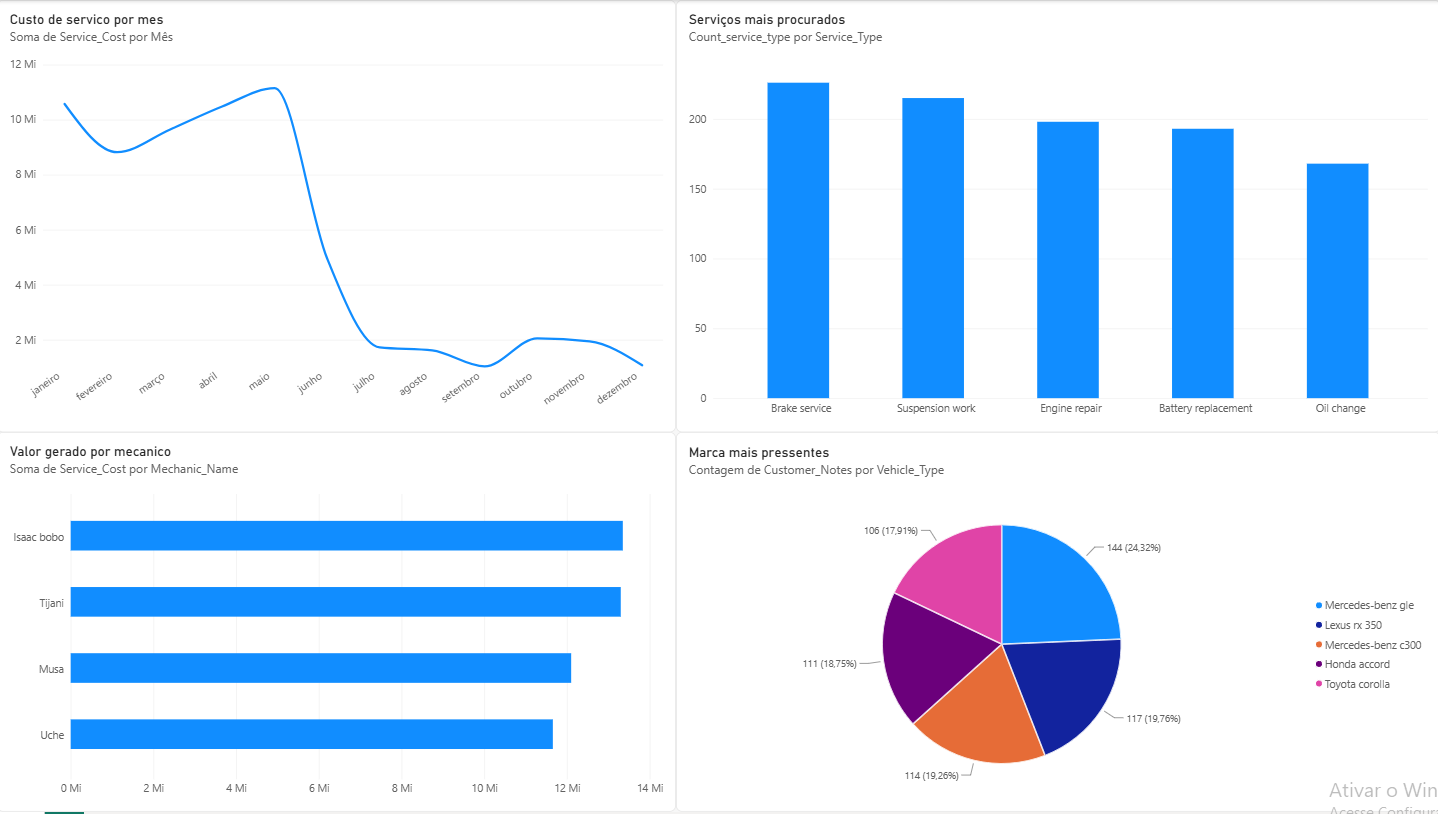 Custo de servico por mes
Soma de Service_Cost por Mês
12 Mi
10 Mi
8 Mi
6 Mi
4 Mi
2 Mi
janeiro
fevereiro
março
abril
maio
junho
julho
agosto
setembro
outubro
novembro
dezembro
Serviços mais procurados
Count_service_type por Service_Type
200
150
100
50
0
Brake service
Suspension work
Engine repair
Battery replacement
Oil change
Valor gerado por mecanico
Soma de Service_Cost por Mechanic_Name
Isaac bobo
Tijani
Musa
Uche
0 Mi
2 Mi
4 Mi
6 Mi
8 Mi
10 Mi
12 Mi
14 Mi
Marca mais pressentes
Contagem de Customer_Notes por Vehicle_Type
106 (17,91%)
144 (24,32%)
111 (18,75%)
117 (19,76%)
114 (19,26%)
Mercedes-benz gle
Lexus rx 350
Mercedes-benz c300
Honda accord
Toyota corolla
Ativar o Win
Acesse Configura